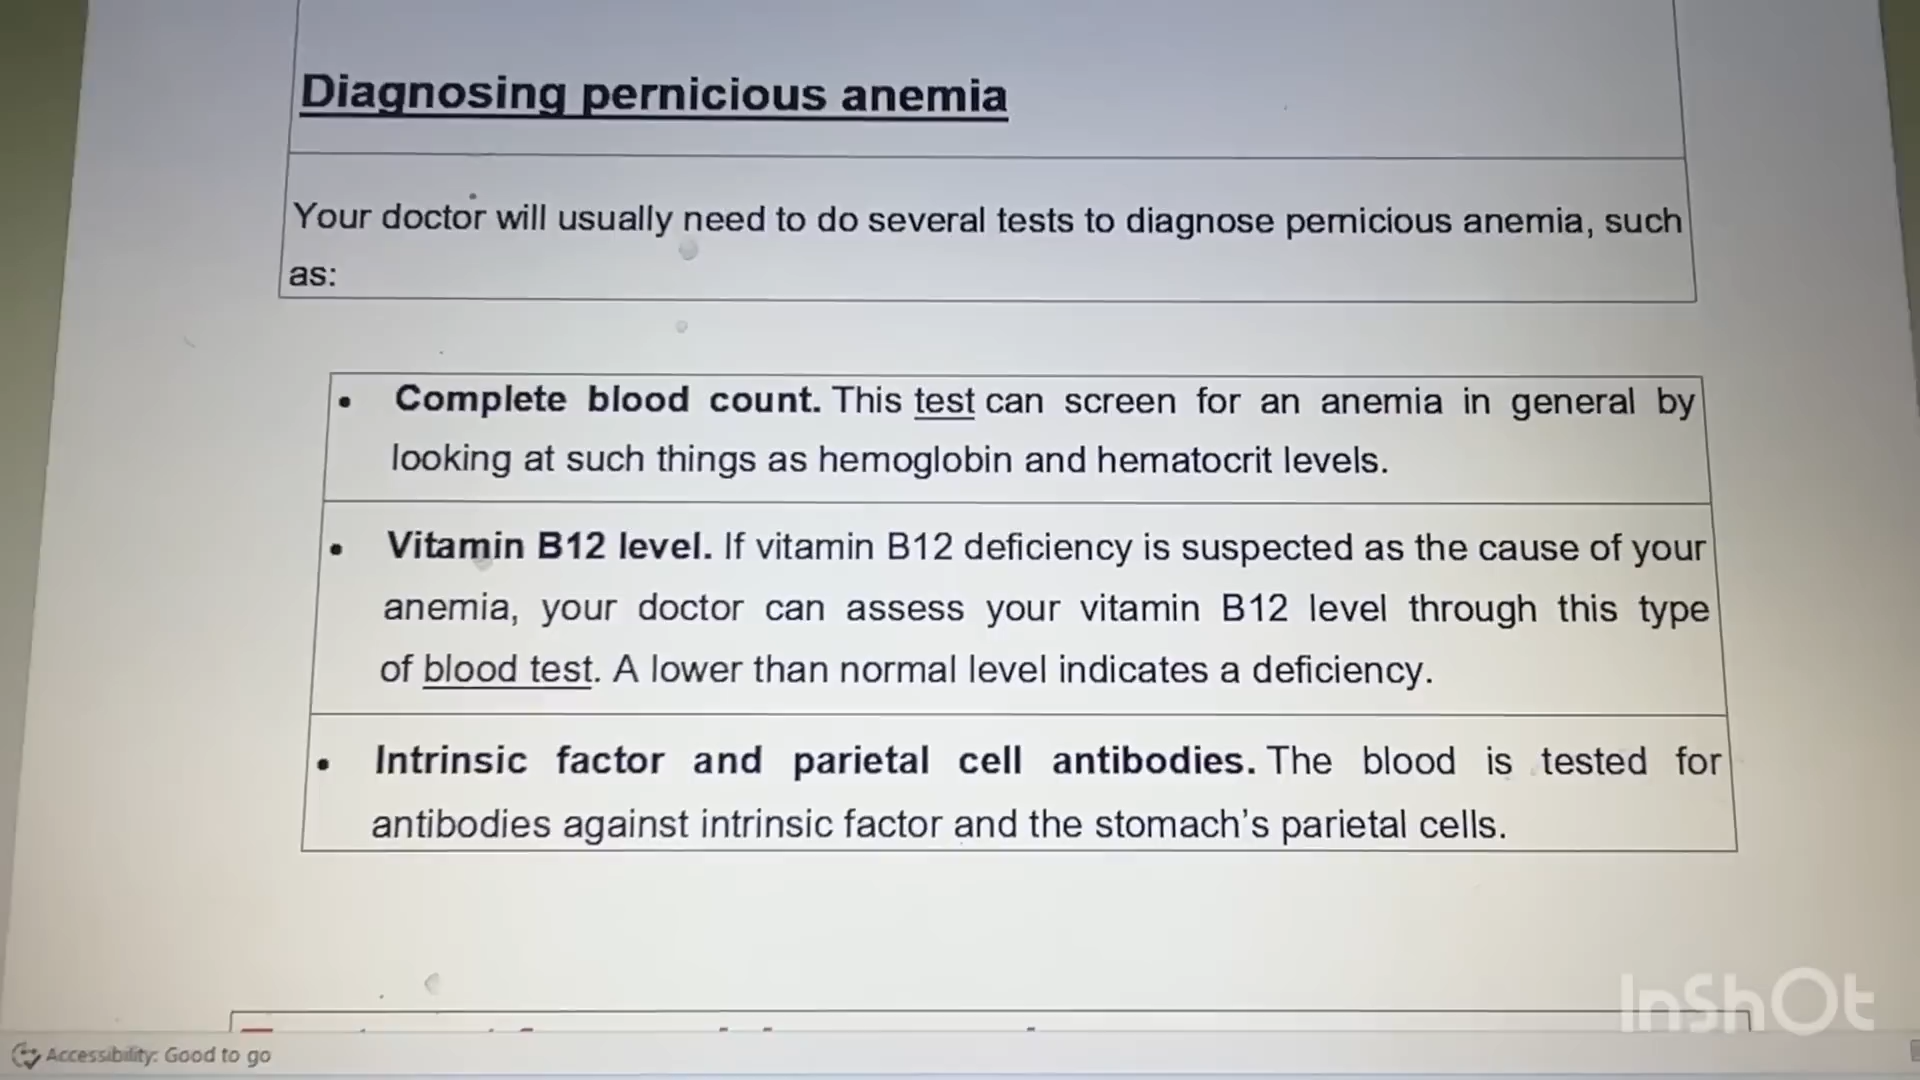 Diagnosing pernicious anemia
Your doctor will usually need to do several tests to diagnose pernicious anemia, such
as:
• Complete blood count. This test can screen for an anemia in general by
looking at such things as hemoglobin and hematocrit levels.
• Vitamin B12 level. If vitamin B12 deficiency is suspected as the cause of your
anemia, your doctor can assess your vitamin B12 level through this type
of blood test. A lower than normal level indicates a deficiency.
• Intrinsic factor and parietal cell antibodies. The blood is tested for
antibodies against intrinsic factor and the stomach's parietal cells.
InShOt
Accessibility: Good to go